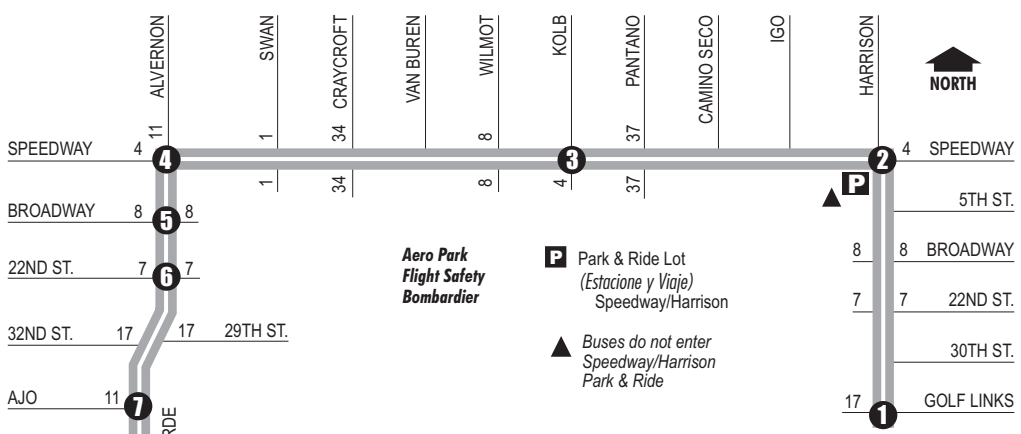 ALVERNON
SWAN
CRAYCROFT
VAN BUREN
WILMOT
KOLB
PANTANO
CAMINO SECO
IGO
HARRISON
NORTH
11
1
34
8
37
SPEEDWAY 4
4
3
2
4 SPEEDWAY
1
34
8
4
37
P
5TH ST.
BROADWAY 8
5
8
8
8 BROADWAY
22ND ST. 7
6
7
7
7 22ND ST.
Aero Park
Flight Safety
Bombardier
P Park & Ride Lot
(Estacione y Viaje)
Speedway/Harrison
Buses do not enter
Speedway/Harrison
Park & Ride
32ND ST. 17
17 29TH ST.
30TH ST.
AJO 11
7
17
1
GOLF LINKS
RDE